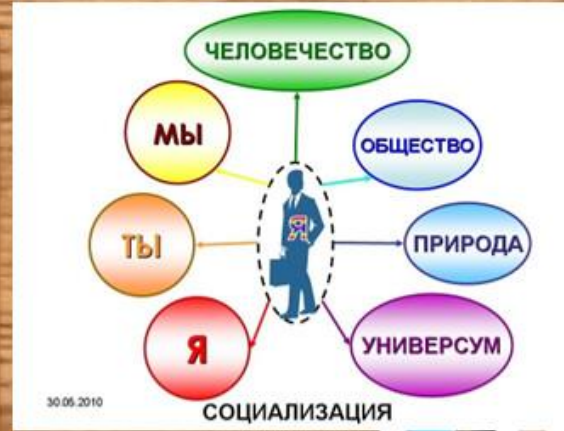 ЧЕЛОВЕЧЕСТВО
МЫ
ОБЩЕСТВО
Я
ТЫ
ПРИРОДА
Я
УНИВЕРСУМ
30.05.2010
СОЦИАЛИЗАЦИЯ